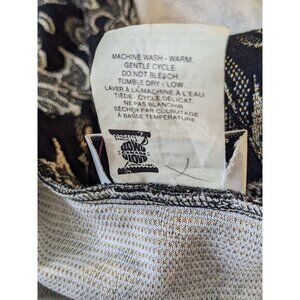 MACHINE WASH - WARM.
GENTLE CYCLE.
DO NOT BLEACH.
TUMBLE DRY - LOW.
LAVER À LA MACHINE À L'EAU
TIÈDE - CYCLE DÉLICAT.
NE PAS BLANCHIR.
SÉCHER PAR CULBUTAGE
À BASSE TEMPÉRATURE.
CANADA